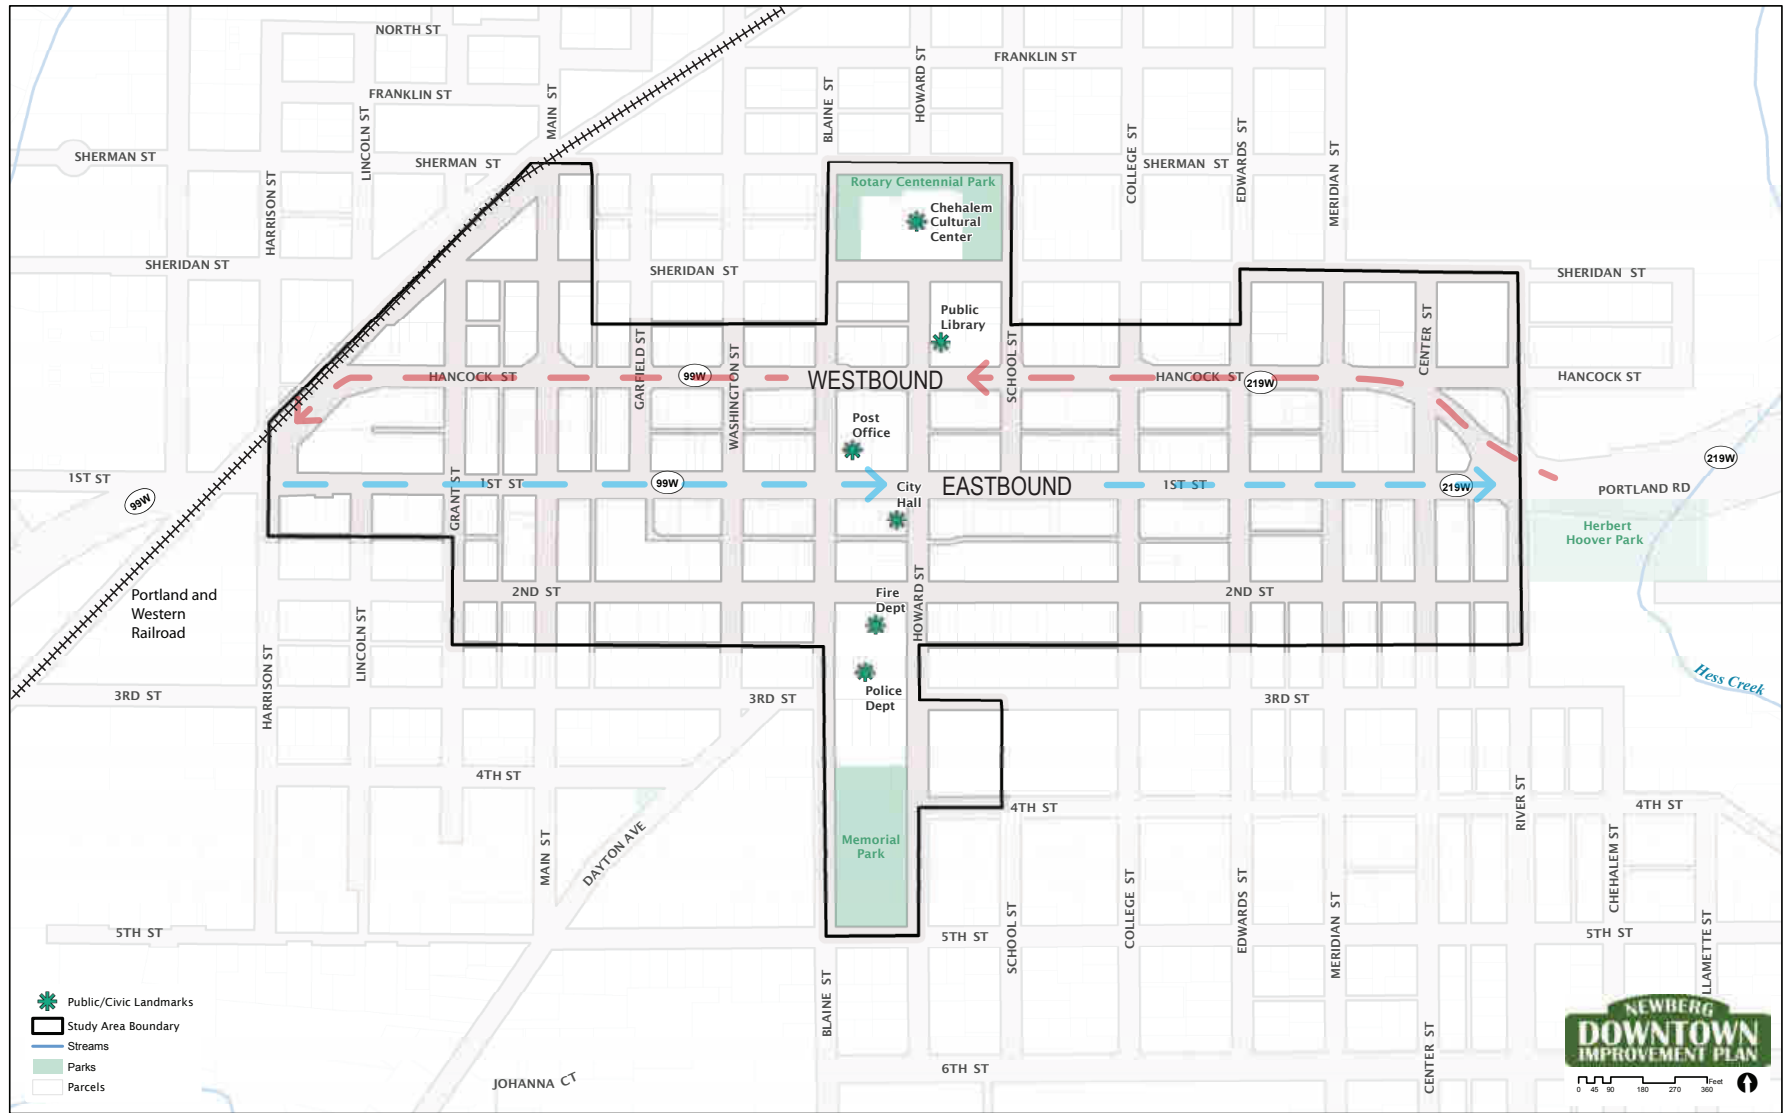 NORTH ST
FRANKLIN ST
FRANKLIN ST
MAIN ST
LINCOLN ST
BLAINE ST
HOWARD ST
SHERMAN ST
SHERMAN ST
SHERMAN ST
COLLEGE ST
EDWARDS ST
MERIDIAN ST
HARRISON ST
Rotary Centennial Park
Chehalem
Cultural
Center
SHERIDAN ST
SHERIDAN ST
SHERIDAN ST
Public
Library
GARFIELD ST
WASHINGTON ST
SCHOOL ST
CENTER ST
HANCOCK ST
99W
WESTBOUND
HANCOCK ST
219W
HANCOCK ST
Post
Office
1ST ST
99W
GRANT ST
1ST ST
99W
City
Hall
EASTBOUND
1ST ST
219W
219W
PORTLAND RD
Herbert
Hoover Park
Portland and
Western
Railroad
2ND ST
Fire
Dept
HOWARD ST
2ND ST
LINCOLN ST
HARRISON ST
Police
Dept
3RD ST
3RD ST
3RD ST
Hess Creek
4TH ST
4TH ST
4TH ST
RIVER ST
MAIN ST
DAYTON AVE
Memorial
Park
CHEHALEM ST
COLLEGE ST
EDWARDS ST
MERIDIAN ST
SCHOOL ST
LLAMETTE ST
5TH ST
5TH ST
5TH ST
BLAINE ST
CENTER ST
6TH ST
JOHANNA CT
Public/Civic Landmarks
Study Area Boundary
Streams
Parks
Parcels
NEWBERG
DOWNTOWN
IMPROVEMENT PLAN
Feet
0 45 90 180 270 360